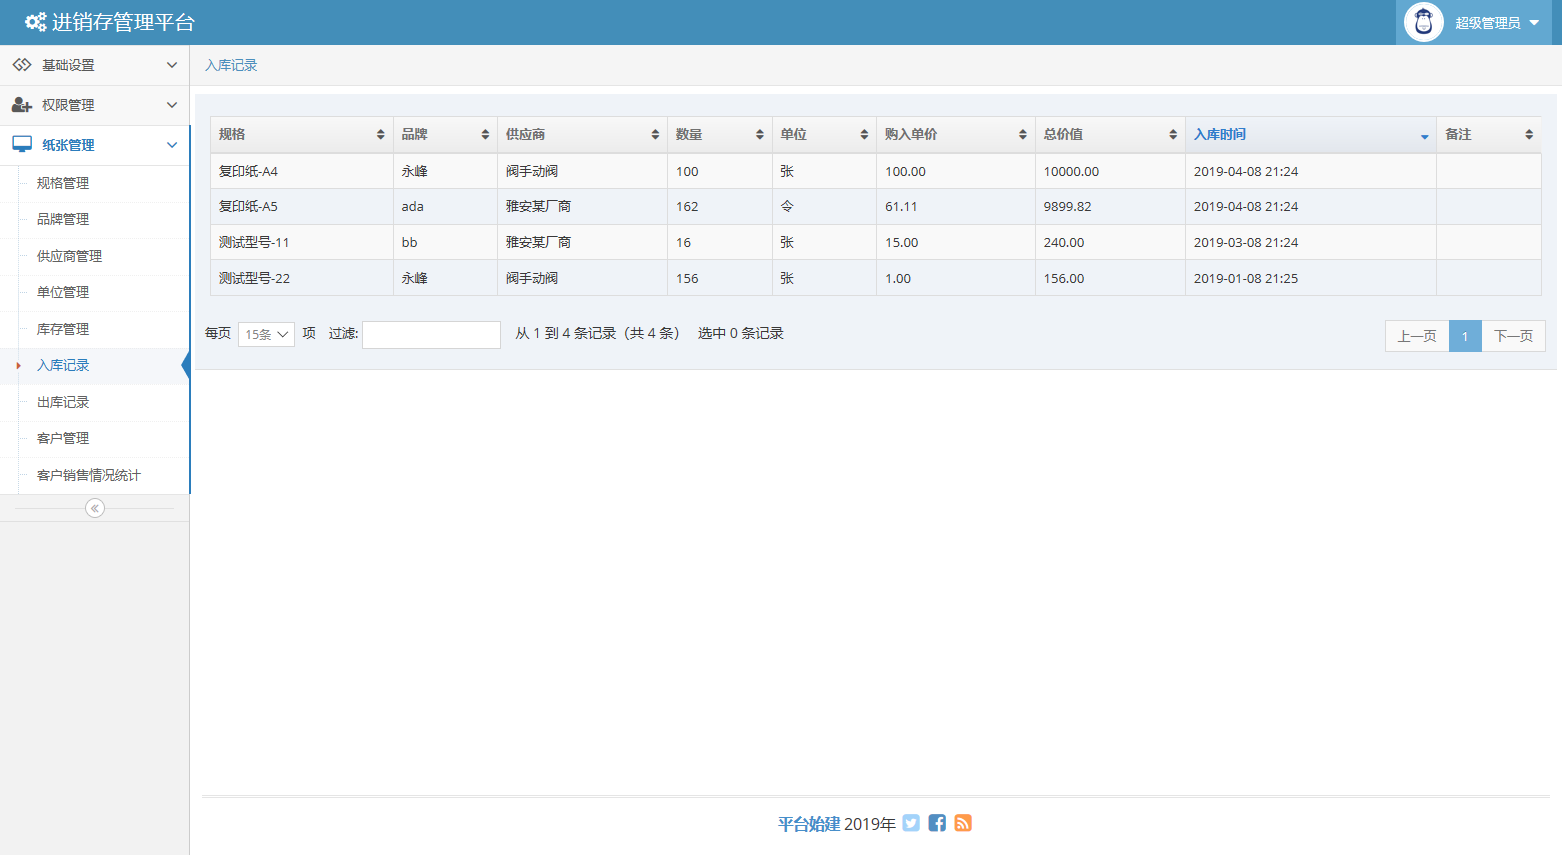 进销存管理平台
超级管理员
基础设置
权限管理
纸张管理
规格管理
品牌管理
供应商管理
单位管理
库存管理
入库记录
出库记录
客户管理
客户销售情况统计
入库记录
规格 品牌 供应商 数量 单位 购入单价 总价值 入库时间 备注
复印纸-A4 永峰 阀手动阀 100 张 100.00 10000.00 2019-04-08 21:24
复印纸-A5 ada 雅安某厂商 162 令 61.11 9899.82 2019-04-08 21:24
测试型号-11 bb 雅安某厂商 16 张 15.00 240.00 2019-03-08 21:24
测试型号-22 永峰 阀手动阀 156 张 1.00 156.00 2019-01-08 21:25
每页 15条 项 过滤: 从 1 到 4 条记录（共 4 条） 选中 0 条记录
上一页 1 下一页
平台始建 2019年